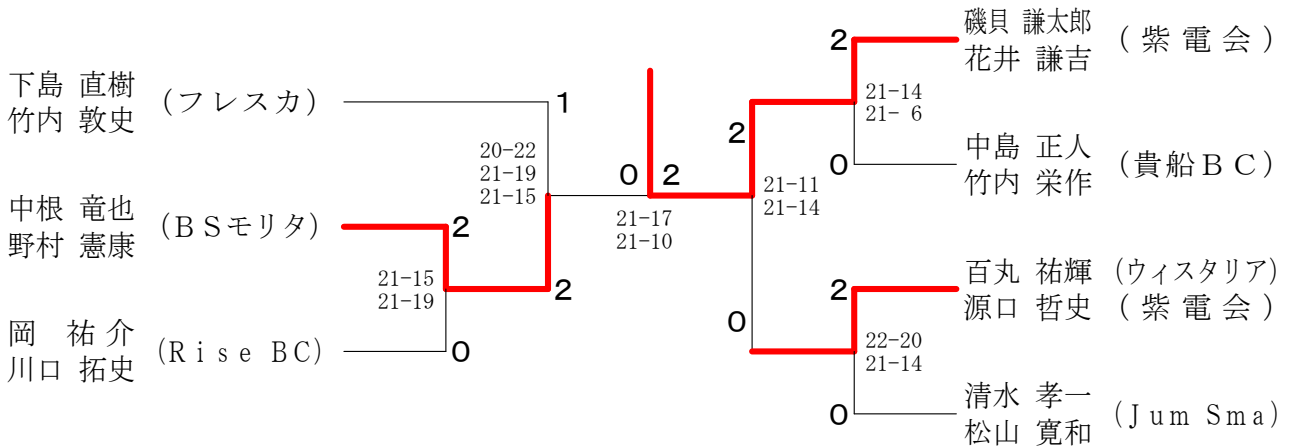 下島 直樹
竹内 敦史
(フレスカ)
1
20-22
21-19
21-15
中根 竜也
野村 憲康
(ＢＳモリタ)
2
21-15
21-19
2
岡 祐介
川口 拓史
(Rise BC)
0
0 2
21-17
21-10
磯貝 謙太郎
花井 謙吉
(紫電会)
2
21-14
21- 6
中島 正人
竹内 栄作
(貴船ＢＣ)
0
2
21-11
21-14
0
百丸 祐輝 (ウィスタリア)
源口 哲史 (紫電会)
2
22-20
21-14
清水 孝一
松山 寛和
(Jum Sma)
0